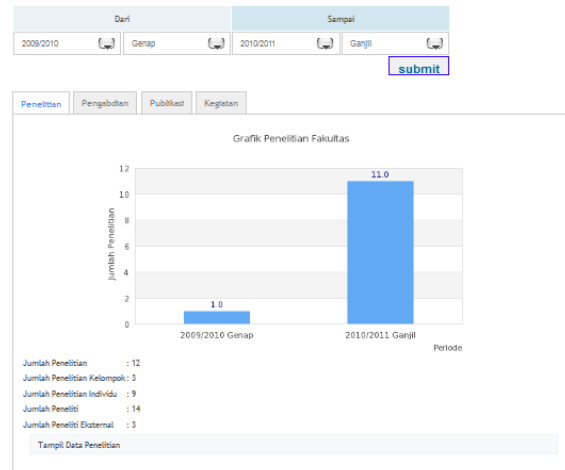 Dari Sampai
2009/2010 Genap 2010/2011 Ganjil
submit
Penelitian Pengabdian Publikasi Kegiatan
Grafik Penelitian Fakultas
12
10
8
6
4
2
0
Jumlah Penelitian
1.0
11.0
2009/2010 Genap 2010/2011 Ganjil
Periode
Jumlah Penelitian : 12
Jumlah Penelitian Kelompok : 3
Jumlah Penelitian Individu : 9
Jumlah Peneliti : 14
Jumlah Peneliti Eksternal : 3
Tampil Data Penelitian